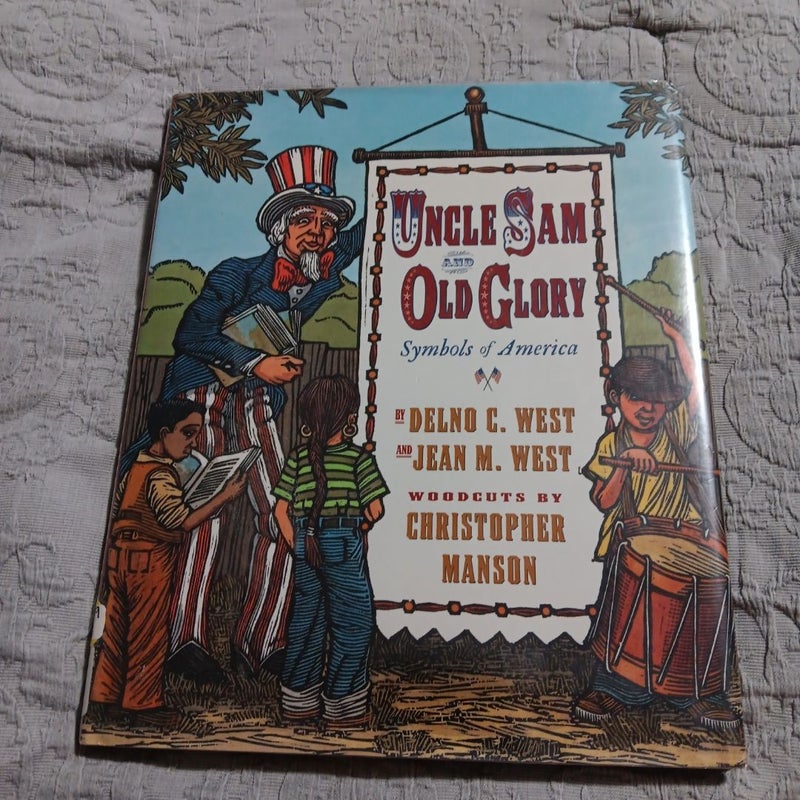 UNCLE SAM
AND
OLD GLORY
Symbols of America
BY DELNO C. WEST
AND JEAN M. WEST
WOODCUTS BY
CHRISTOPHER
MANSON